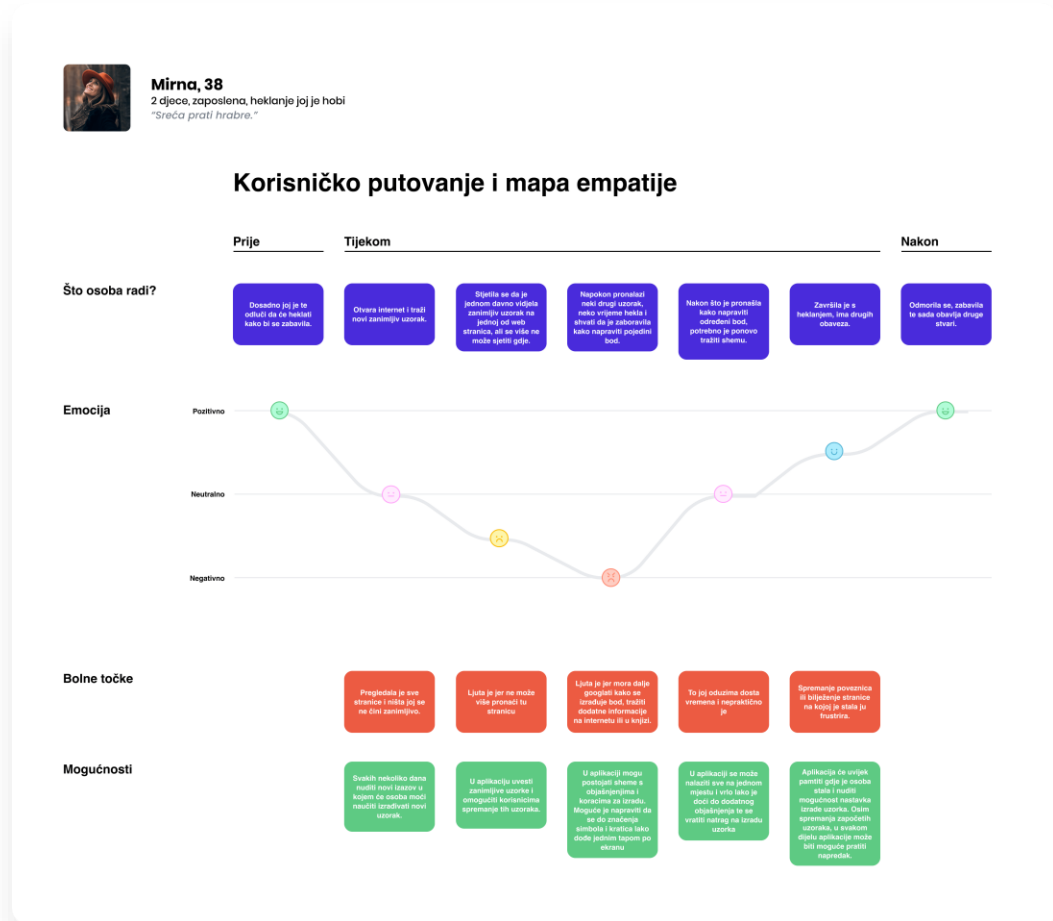 Mirna, 38
2 djece, zaposlena, heklanje joj je hobi
“Sreća prati hrabre.”
Korisničko putovanje i mapa empatije
Prije
Tijekom
Nakon
Što osoba radi?
Dosadno joj je te
odluči da će heklati
kako bi se zabavila.
Otvara internet i traži
novi zanimljiv uzorak.
Stjetila se da je
jednom davno vidjela
zanimljiv uzorak na
jednoj od web
stranica, ali se više ne
može sjetiti gdje.
Napokon pronalazi
neki drugi uzorak,
neko vrijeme hekla i
shvati da je zaboravila
kako napraviti pojedini
bod.
Nakon što je pronašla
kako napraviti
određeni bod,
potrebno je ponovo
tražiti shemu.
Završila je s
heklanjem, ima drugih
obaveza.
Odmorila se, zabavila
te sada obavlja druge
stvari.
Emocija
Pozitivno
Neutralno
Negativno
Bolne točke
Pregledala je sve
stranice i ništa joj se
ne čini zanimljivo.
Ljuta je jer ne može
više pronaći tu
stranicu
Ljuta je jer mora dalje
googlati kako se
izrađuje bod, tražiti
dodatne informacije
na internetu ili u knjizi.
To joj oduzima dosta
vremena i nepraktično
je
Spremanje poveznica
ili bilježenje stranice
na kojoj je stala ju
frustrira.
Mogućnosti
Svakih nekoliko dana
nuditi novi izazov u
kojem će osoba moći
naučiti izrađivati novi
uzorak.
U aplikaciju uvesti
zanimljive uzorke i
omogućiti korisnicima
spremanje tih uzoraka.
U aplikaciji mogu
postojati sheme s
objašnjenjima i
koracima za izradu.
Moguće je napraviti da
se do značenja
simbola i kratica lako
dođe jednim tapom po
ekranu
U aplikaciji se može
nalaziti sve na jednom
mjestu i vrlo lako je
doći do dodatnog
objašnjenja te se
vratiti natrag na izradu
uzorka
Aplikacija će uvijek
pamtiti gdje je osoba
stala i nuditi
mogućnost nastavka
izrade uzorka. Osim
spremanja započetih
uzoraka, u svakom
dijelu aplikacije može
biti moguće pratiti
napredak.